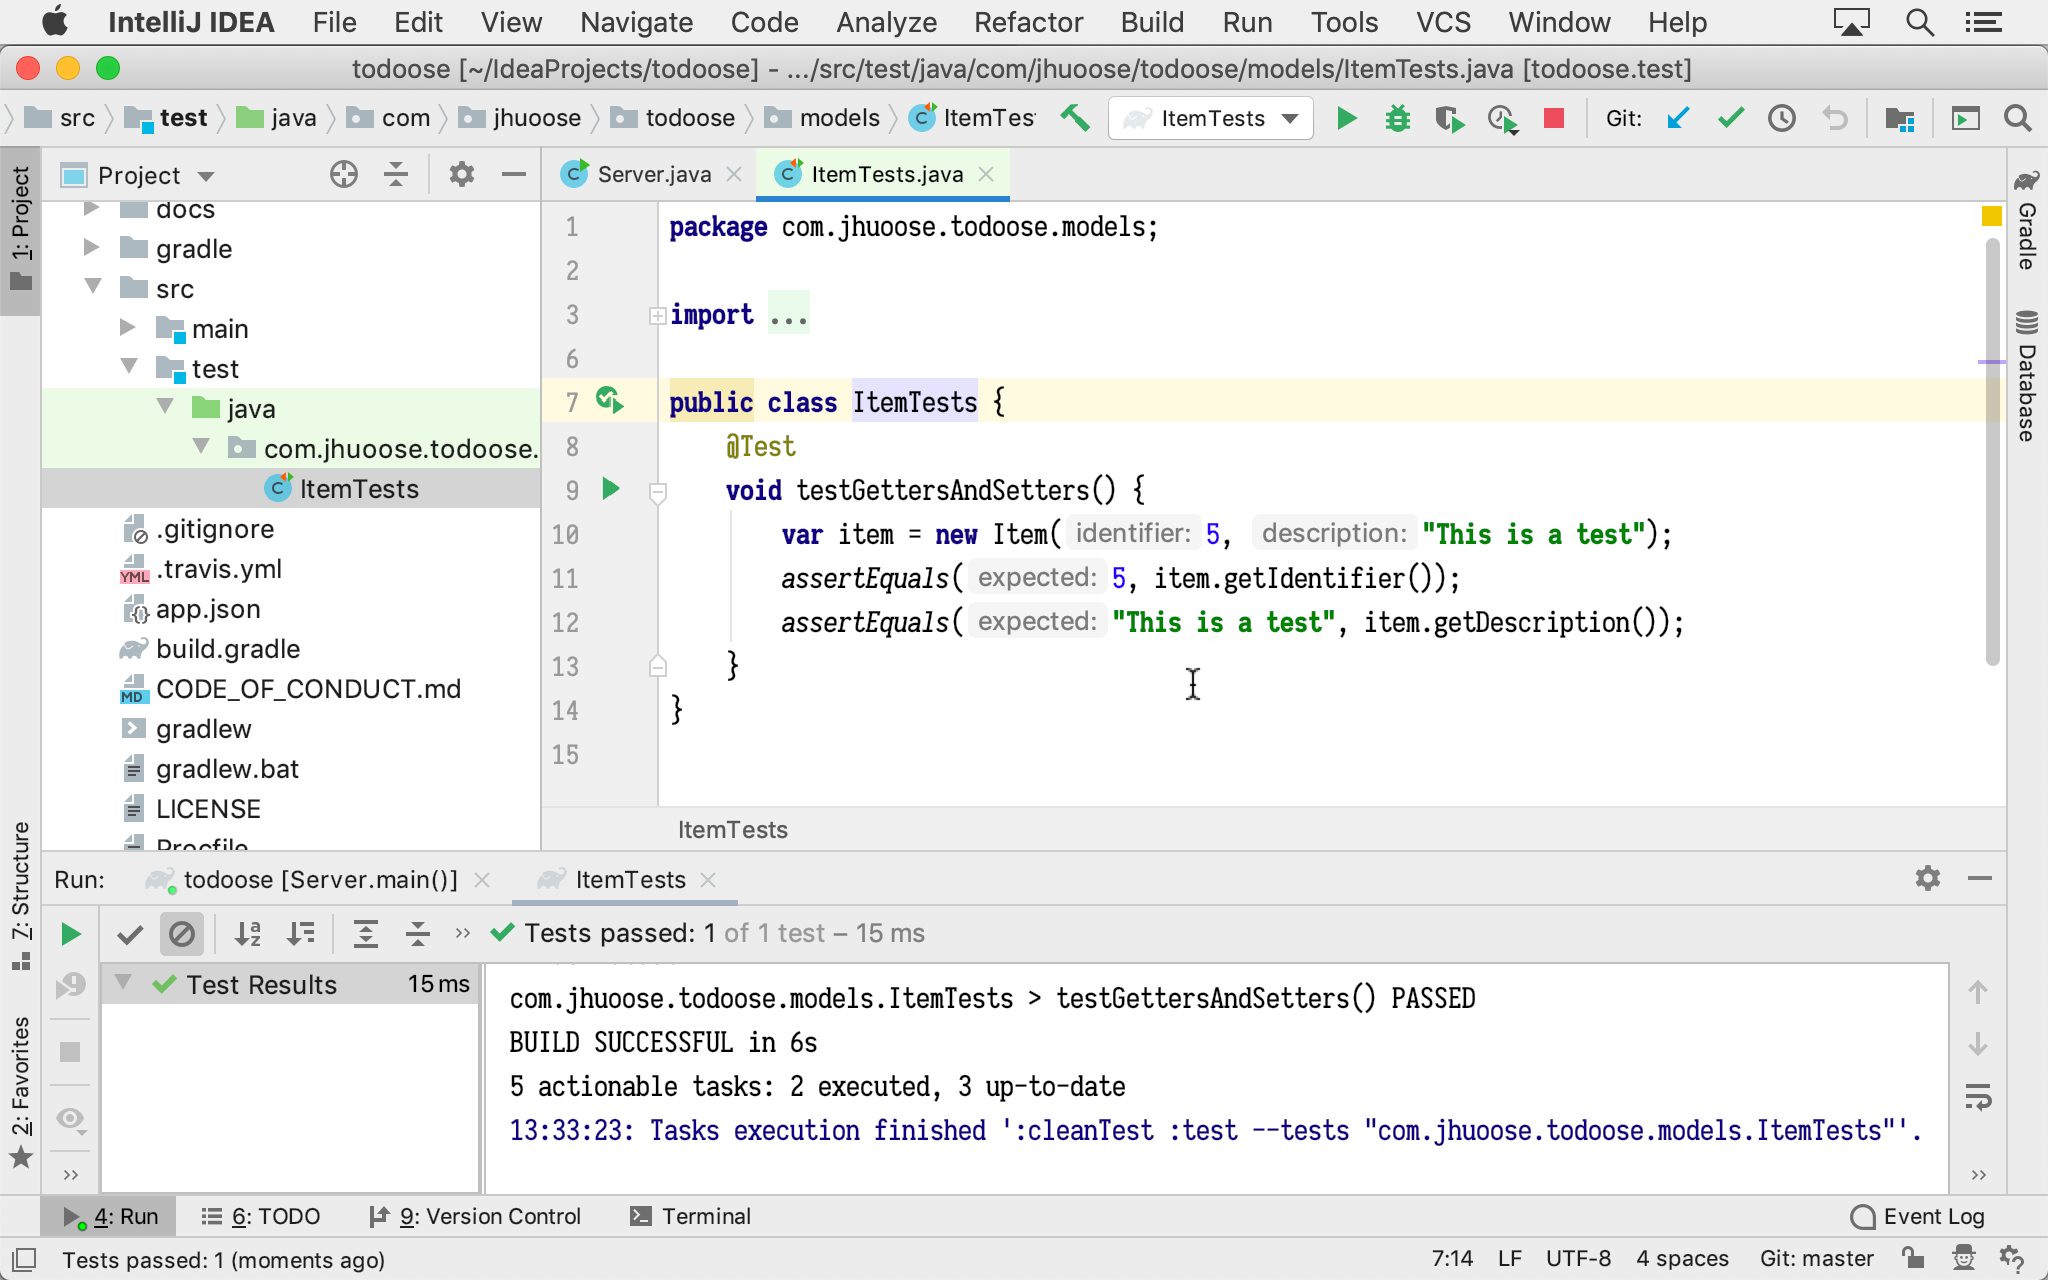 IntelliJ IDEA File Edit View Navigate Code Analyze Refactor Build Run Tools VCS Window Help
todoose [~/IdeaProjects/todoose] - .../src/test/java/com/jhuoose/todoose/models/ItemTests.java [todoose.test]
src test java com jhuoose todoose models ItemTes ItemTests Git:
1: Project
Project
docs
gradle
src
main
test
java
com.jhuoose.todoose.
ItemTests
.gitignore
.travis.yml
app.json
build.gradle
CODE_OF_CONDUCT.md
gradlew
gradlew.bat
LICENSE
Procfile
Server.java ItemTests.java
1 package com.jhuoose.todoose.models;
2
3 import ...
6
7 public class ItemTests {
8 @Test
9 void testGettersAndSetters() {
10 var item = new Item( identifier: 5, description: "This is a test");
11 assertEquals( expected: 5, item.getIdentifier());
12 assertEquals( expected: "This is a test", item.getDescription());
13 }
14 }
15
ItemTests
Gradle
Database
7: Structure
2: Favorites
Run: todoose [Server.main()] ItemTests
Tests passed: 1 of 1 test – 15 ms
Test Results 15 ms
com.jhuoose.todoose.models.ItemTests > testGettersAndSetters() PASSED
BUILD SUCCESSFUL in 6s
5 actionable tasks: 2 executed, 3 up-to-date
13:33:23: Tasks execution finished ':cleanTest :test --tests "com.jhuoose.todoose.models.ItemTests"'.
4: Run 6: TODO 9: Version Control Terminal Event Log
Tests passed: 1 (moments ago) 7:14 LF UTF-8 4 spaces Git: master